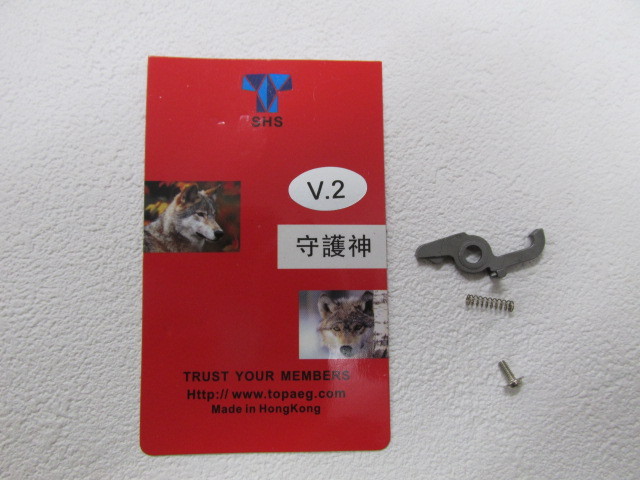 SHS
V.2
守護神
TRUST YOUR MEMBERS
Http:// www.topaeg.com
Made in HongKong